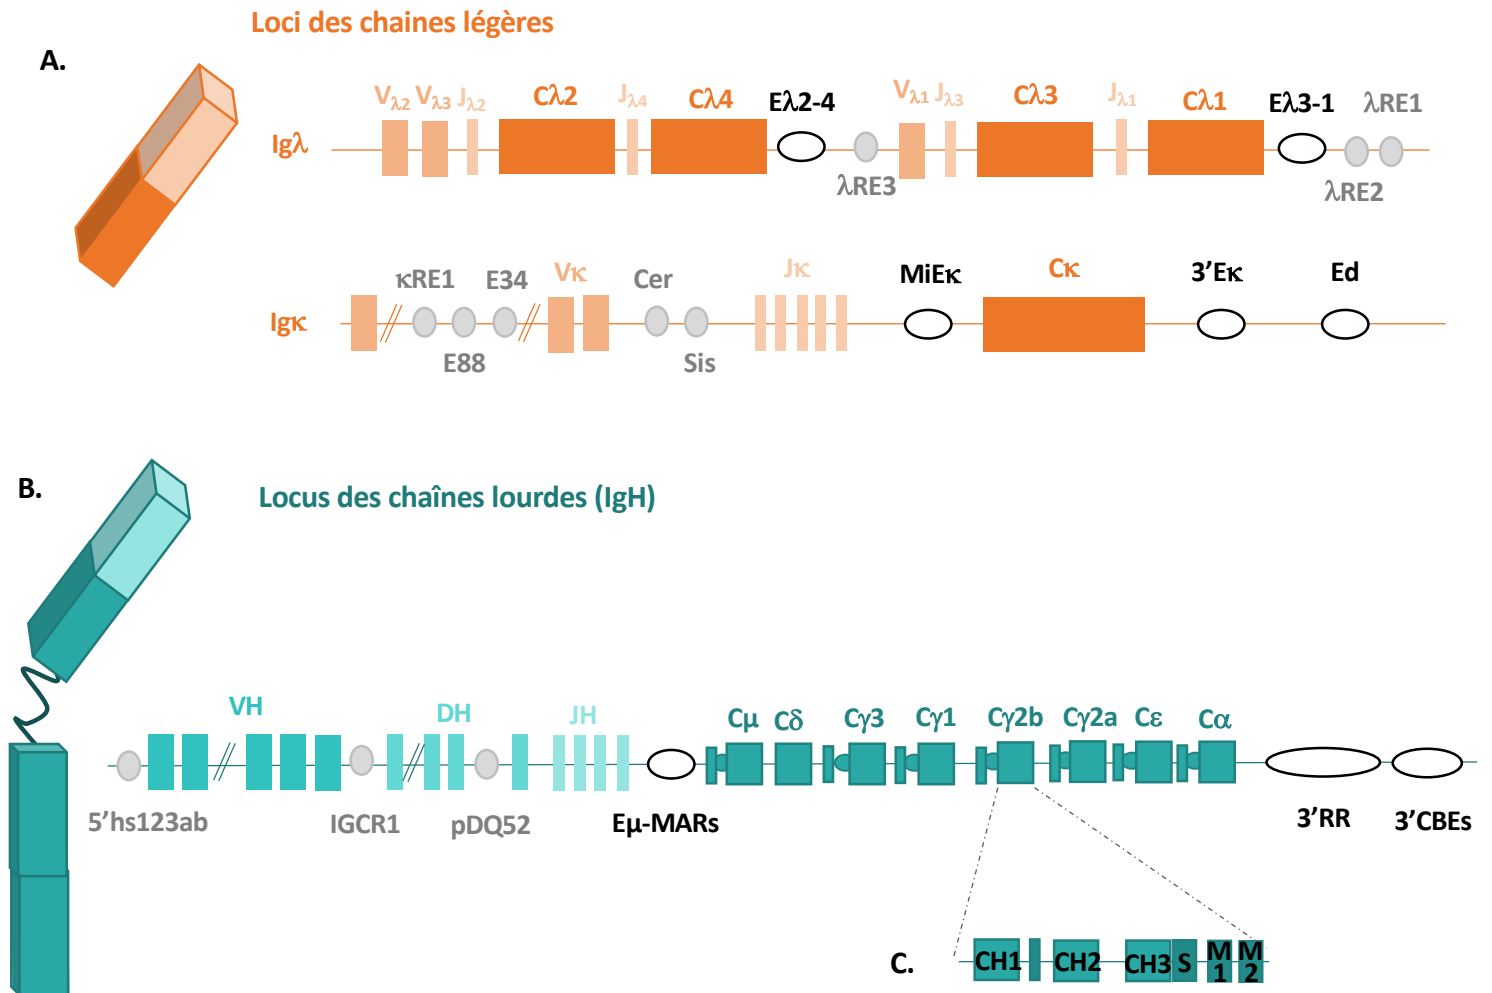 Loci des chaines légères
A.
Vλ2 Vλ3 Jλ2 Cλ2 Jλ4 Cλ4 Eλ2-4 Vλ1 Jλ3 Cλ3 Jλ1 Cλ1 Eλ3-1 λRE1
Igλ
λRE3 λRE2
κRE1 E34 Vκ Cer Jκ MiEκ Cκ 3’Eκ Ed
Igκ
E88 Sis
B.
Locus des chaînes lourdes (IgH)
VH DH JH Cµ Cδ Cγ3 Cγ1 Cγ2b Cγ2a Cε Cα
5’hs123ab IGCR1 pDQ52 Eµ-MARs 3’RR 3’CBEs
C.
CH1 CH2 CH3 S M1 M2